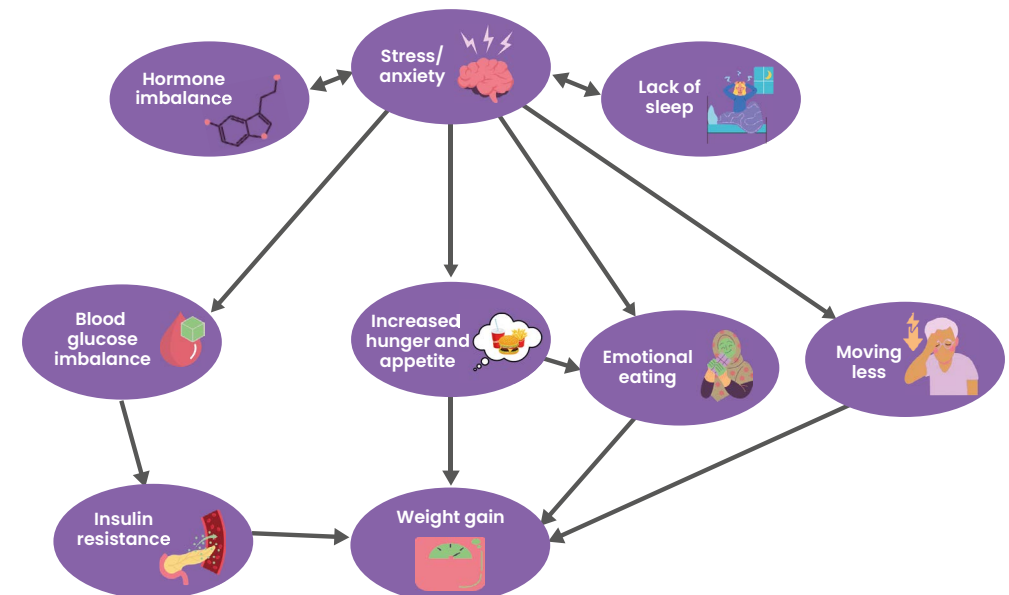 Stress/
anxiety
Hormone
imbalance
Lack of
sleep
Blood
glucose
imbalance
Increased
hunger and
appetite
Emotional
eating
Moving
less
Insulin
resistance
Weight gain